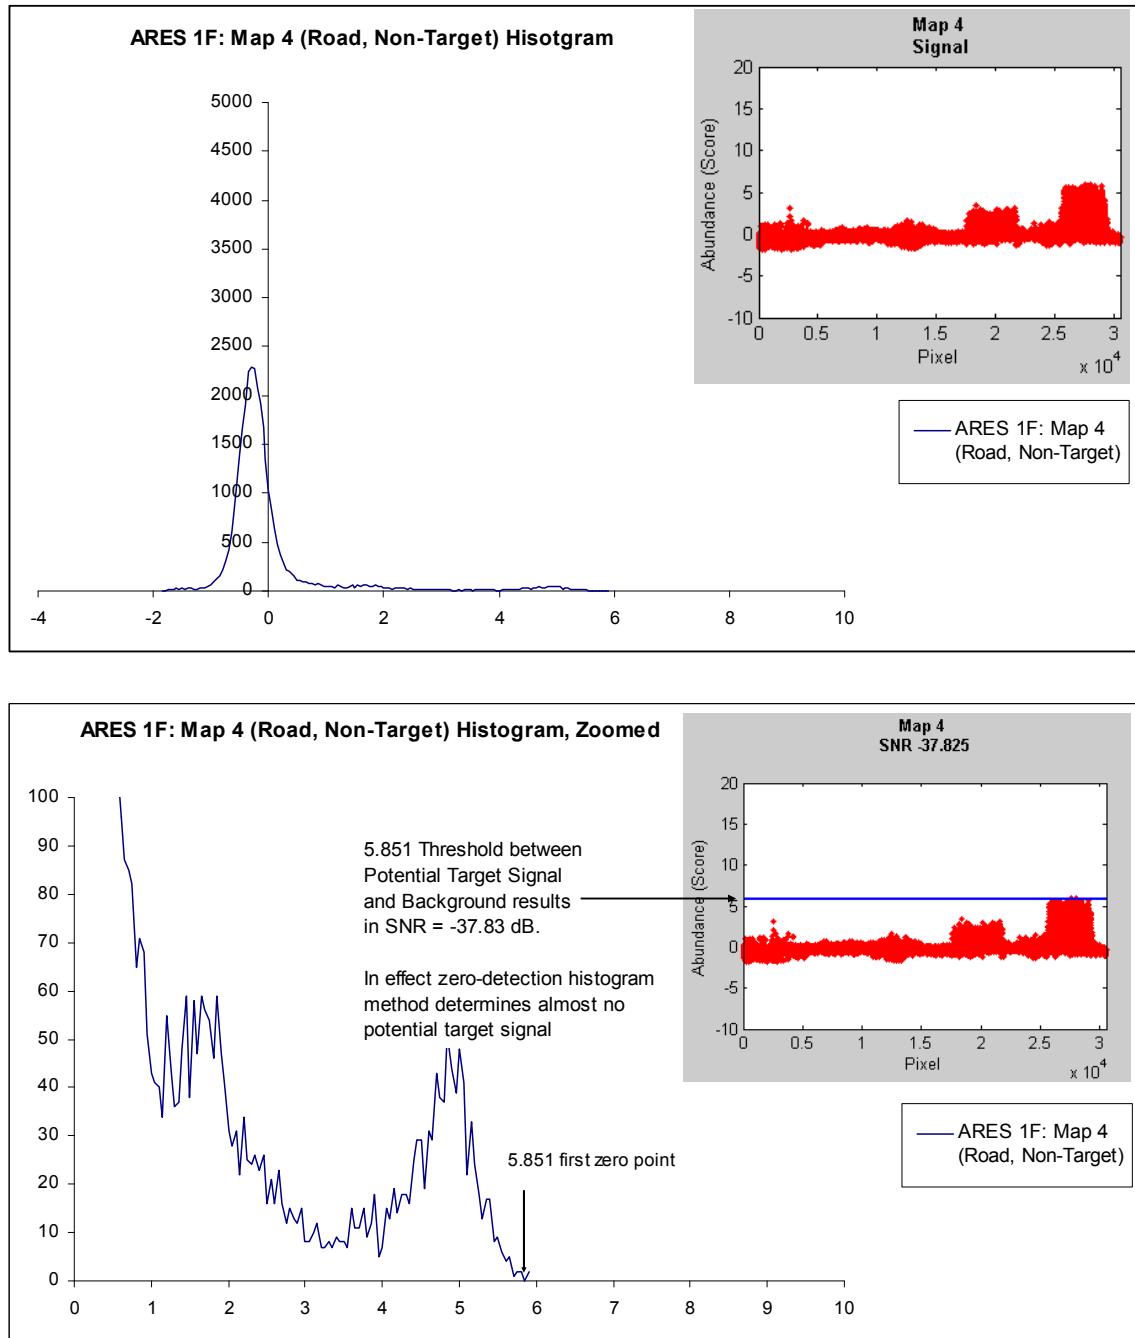 ARES 1F: Map 4 (Road, Non-Target) Hisotgram
5000
4500
4000
3500
3000
2500
2000
1500
1000
500
0
-4 -2 0 2 4 6 8 10
Map 4
Signal
Abundance (Score)
20
15
10
5
0
-5
-10
0 0.5 1 1.5 2 2.5 3
Pixel
x 10^4
ARES 1F: Map 4
(Road, Non-Target)
ARES 1F: Map 4 (Road, Non-Target) Histogram, Zoomed
100
90
80
70
60
50
40
30
20
10
0
0 1 2 3 4 5 6 7 8 9 10
5.851 Threshold between
Potential Target Signal
and Background results
in SNR = -37.83 dB.
In effect zero-detection histogram
method determines almost no
potential target signal
5.851 first zero point
Map 4
SNR -37.825
Abundance (Score)
20
15
10
5
0
-5
-10
0 0.5 1 1.5 2 2.5 3
Pixel
x 10^4
ARES 1F: Map 4
(Road, Non-Target)